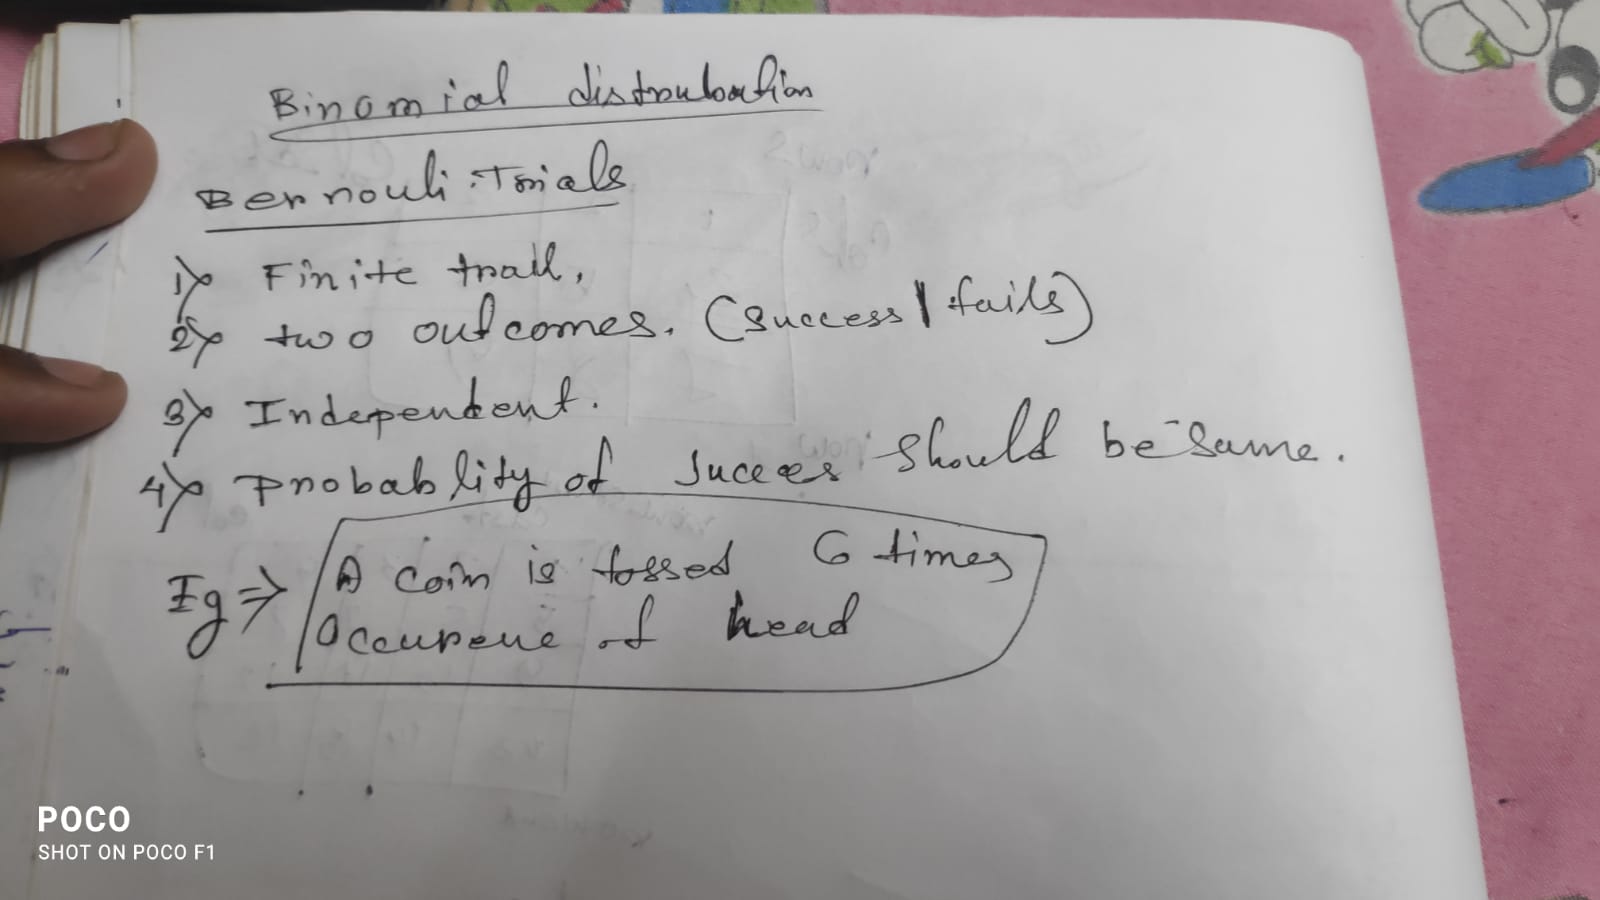 Binomial distrubation
Bernouli Trials
1) Finite trail,
2) two outcomes. (success | fails)
3) Independent.
4) Probablity of succes should be same.
Eg ⇒ A coin is tossed 6 times
Occurene of head
POCO
SHOT ON POCO F1